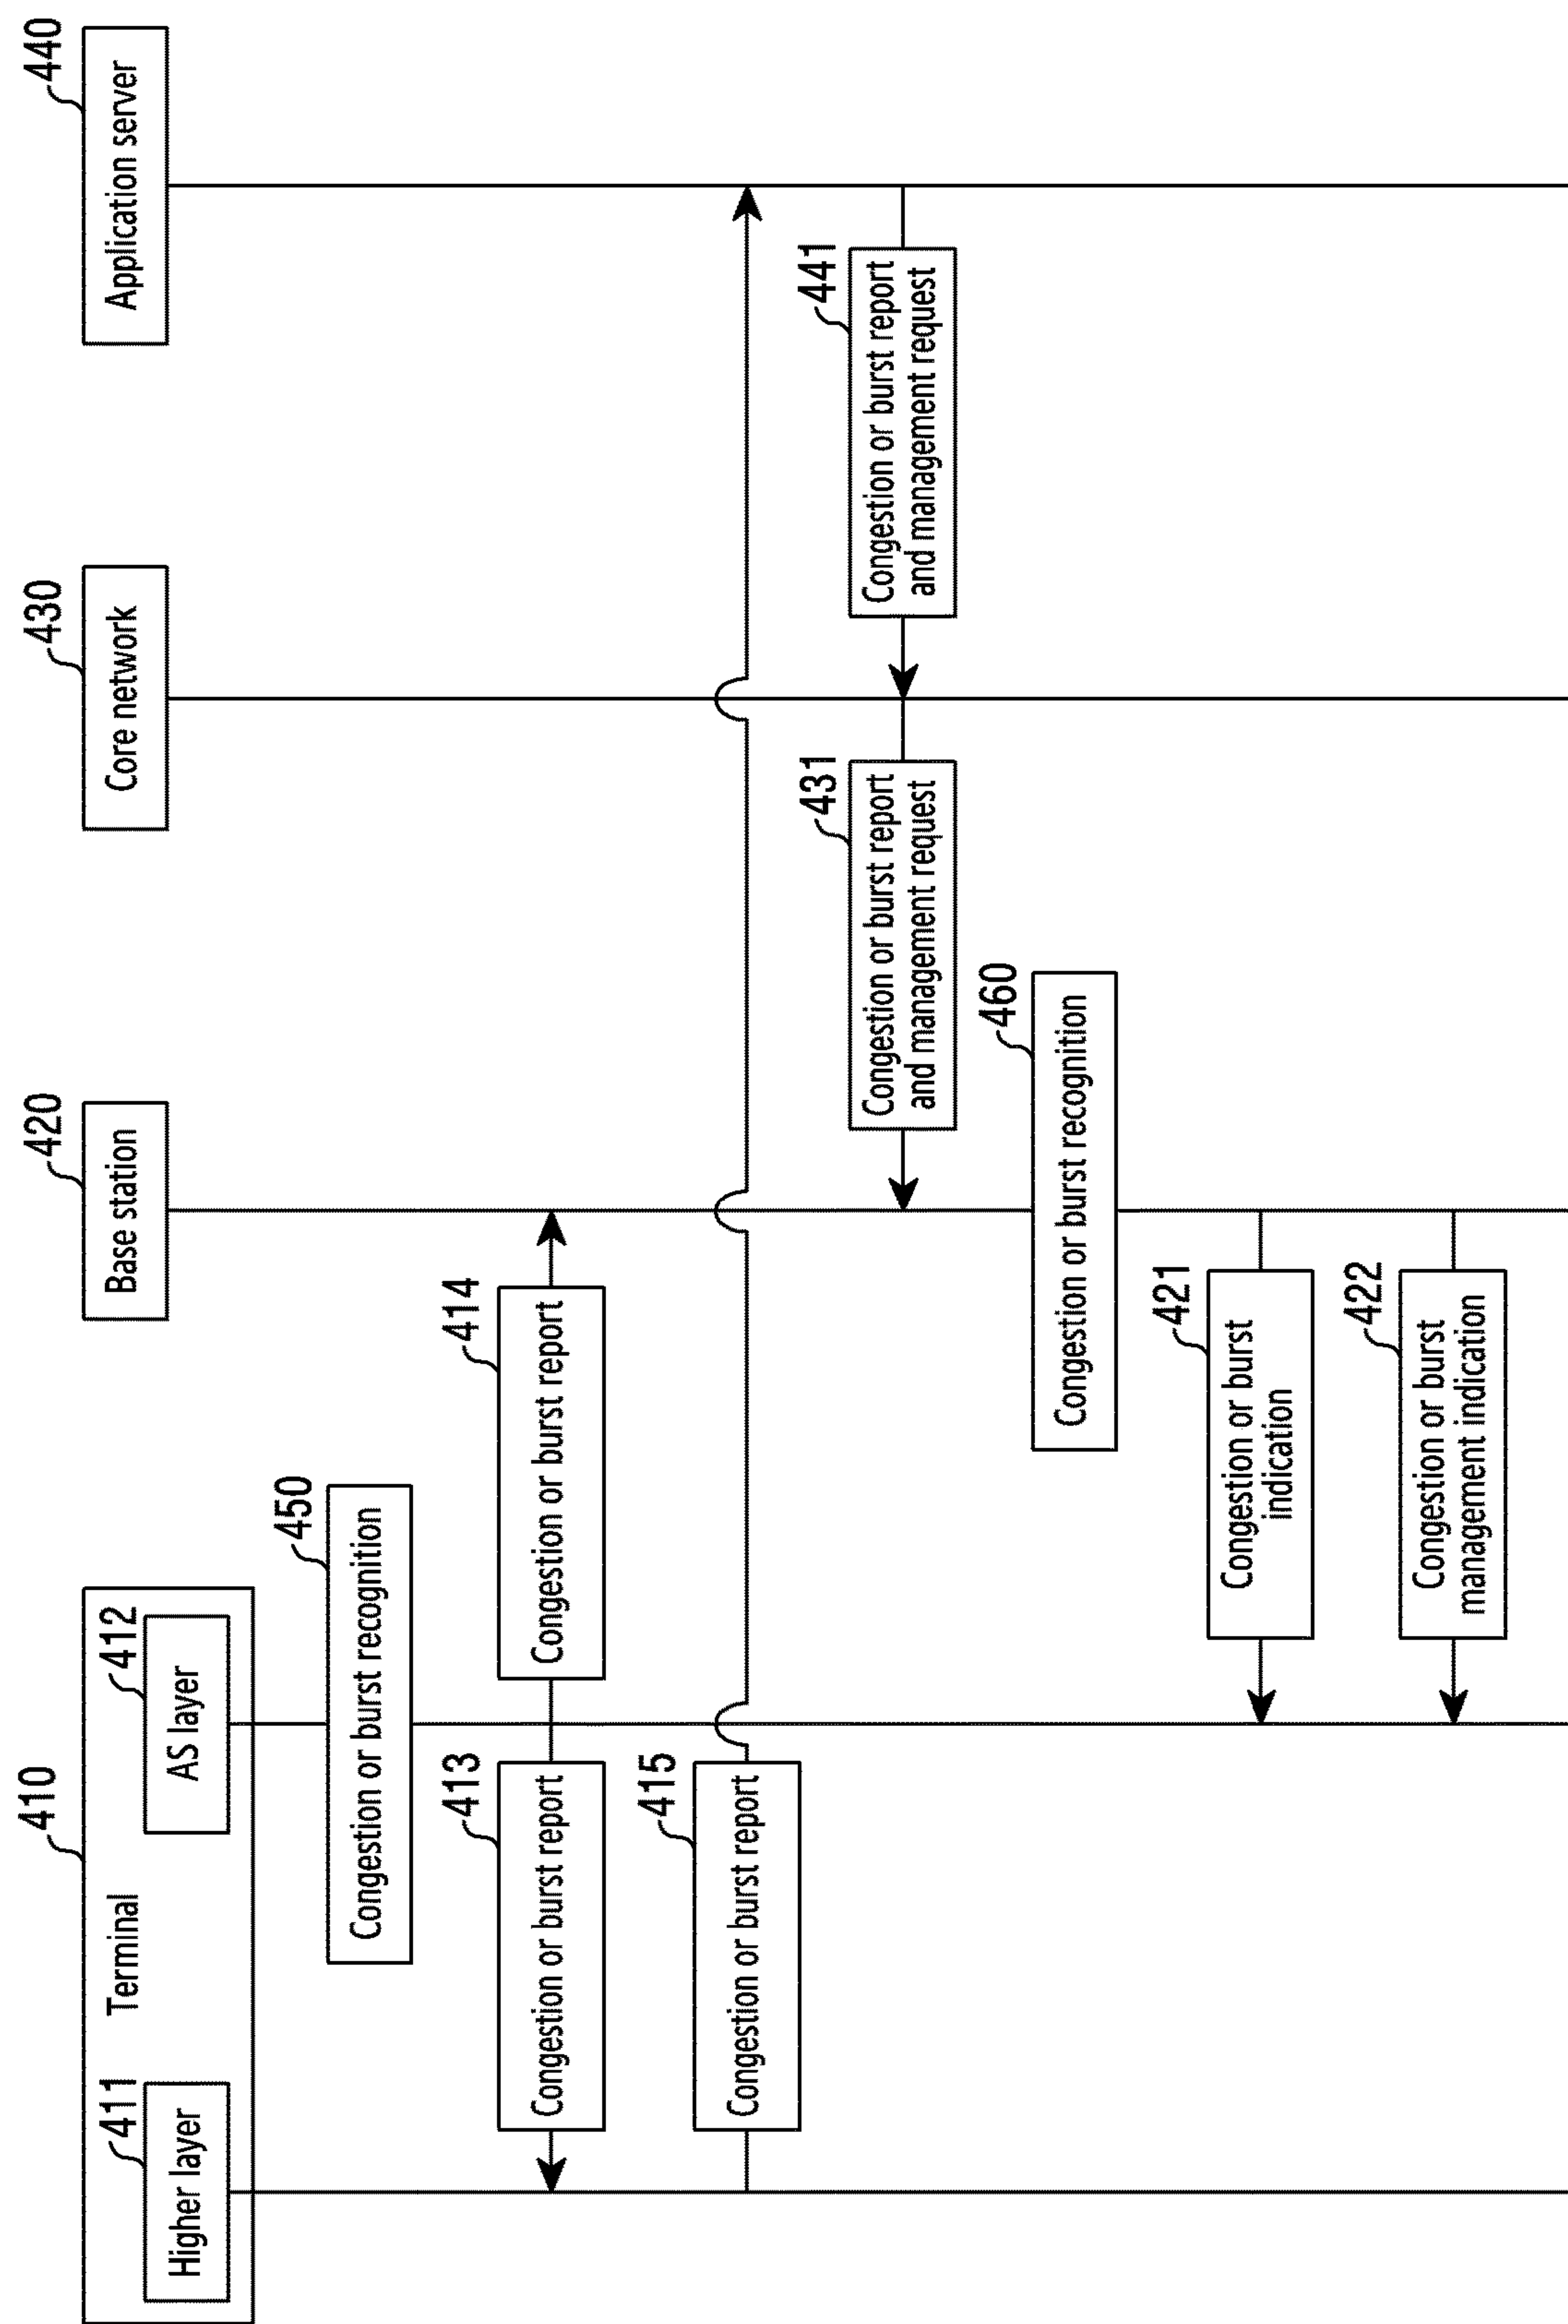 410
Terminal
411
Higher layer
412
AS layer
420
Base station
430
Core network
440
Application server
450
Congestion or burst recognition
413
Congestion or burst report
414
Congestion or burst report
415
Congestion or burst report
441
Congestion or burst report
and management request
431
Congestion or burst report
and management request
460
Congestion or burst recognition
421
Congestion or burst
indication
422
Congestion or burst
management indication